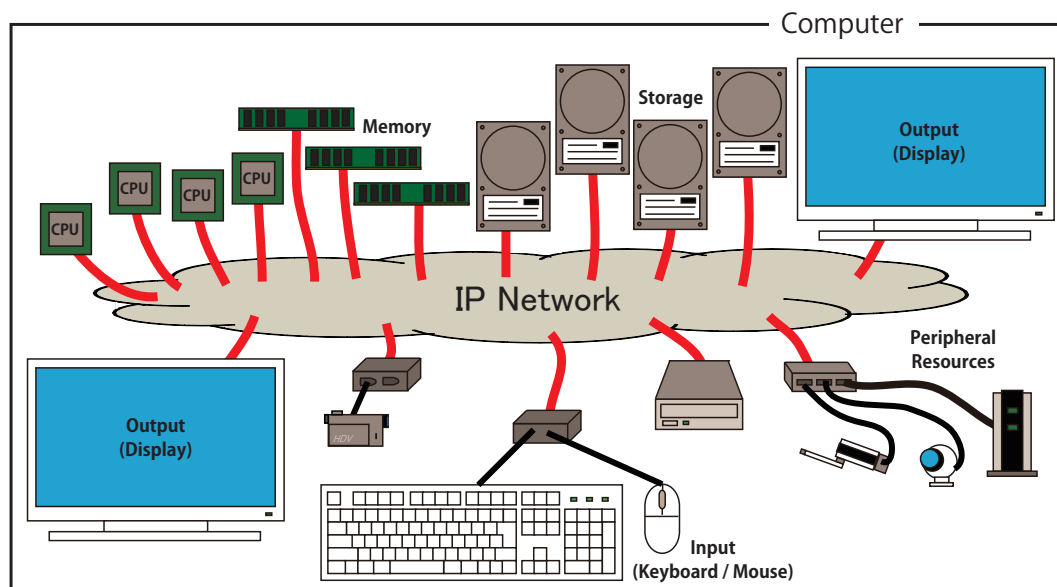 Computer
Memory
Storage
Output
(Display)
CPU
CPU
CPU
CPU
IP Network
Peripheral
Resources
Output
(Display)
HDV
Input
(Keyboard / Mouse)